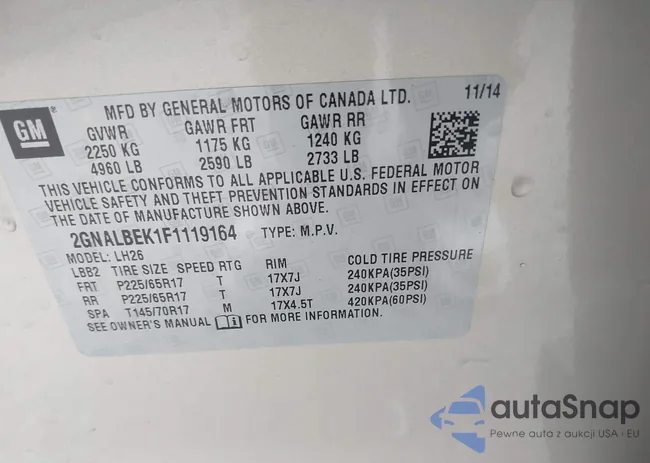 GM
MFD BY GENERAL MOTORS OF CANADA LTD. 11/14
GVWR GAWR FRT GAWR RR
2250 KG 1175 KG 1240 KG
4960 LB 2590 LB 2733 LB
THIS VEHICLE CONFORMS TO ALL APPLICABLE U.S. FEDERAL MOTOR
VEHICLE SAFETY AND THEFT PREVENTION STANDARDS IN EFFECT ON
THE DATE OF MANUFACTURE SHOWN ABOVE.
2GNALBEK1F1119164 TYPE: M.P.V.
MODEL: LH26
LBB2 TIRE SIZE SPEED RTG RIM COLD TIRE PRESSURE
FRT P225/65R17 T 17X7J 240KPA(35PSI)
RR P225/65R17 T 17X7J 240KPA(35PSI)
SPA T145/70R17 M 17X4.5T 420KPA(60PSI)
SEE OWNER'S MANUAL i FOR MORE INFORMATION.
autaSnap
Pewne auta z aukcji USA i EU